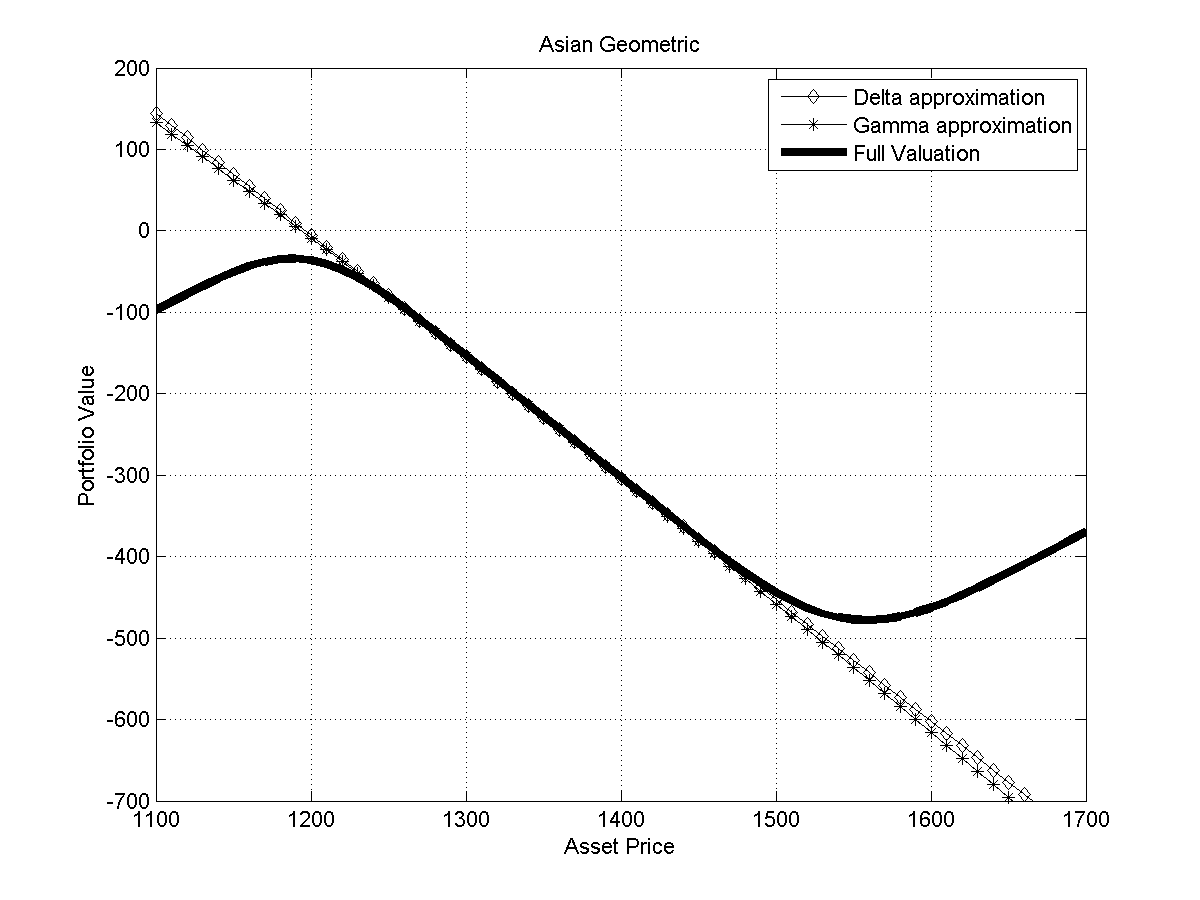 Asian Geometric
200
100
0
-100
-200
-300
-400
-500
-600
-700
Portfolio Value
Delta approximation
Gamma approximation
Full Valuation
1100 1200 1300 1400 1500 1600 1700
Asset Price